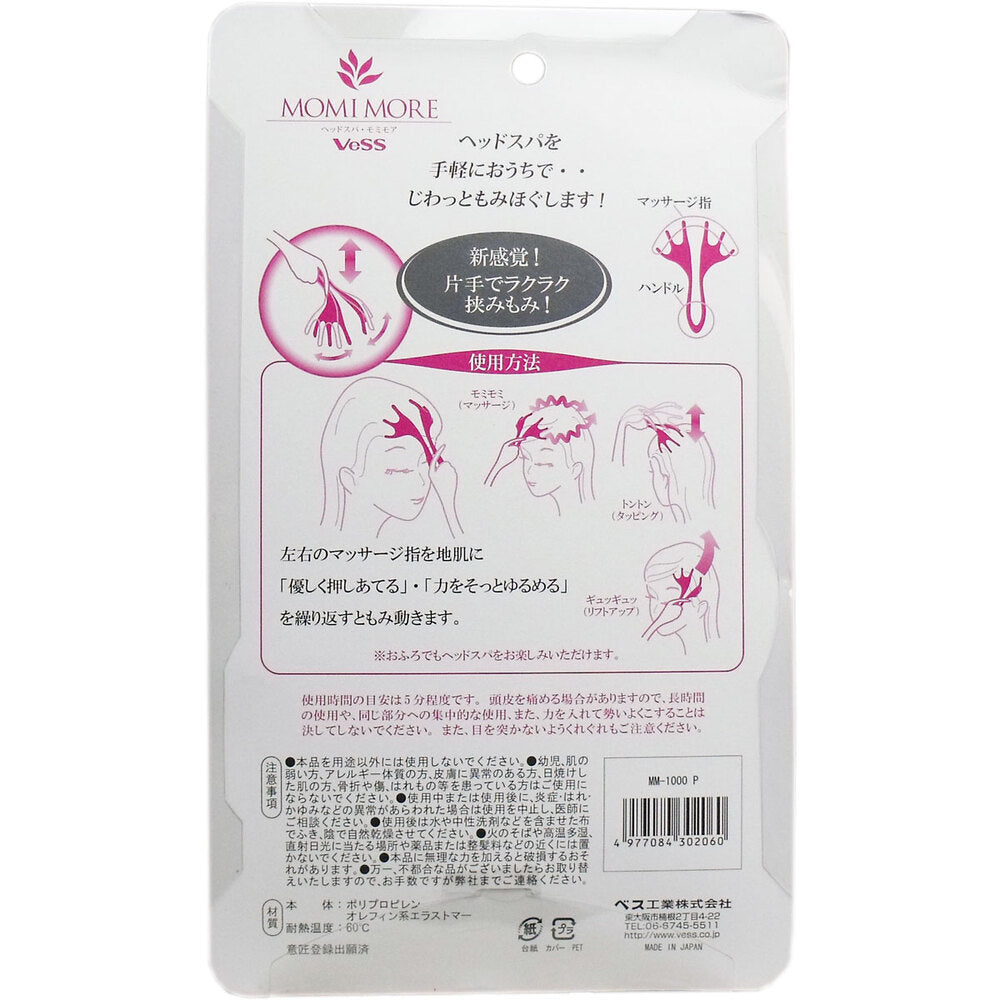 MOMI MORE
ヘッドスパ・モミモア
VeSS
ヘッドスパを
手軽におうちで・・
じわっともみほぐします！
マッサージ指
ハンドル
新感覚！
片手でラクラク
挟みもみ！
使用方法
モミモミ
（マッサージ）
トントン
（タッピング）
ギュッギュッ
（リフトアップ）
左右のマッサージ指を地肌に
「優しく押しあてる」・「力をそっとゆるめる」
を繰り返すともみ動きます。
※おふろでもヘッドスパをお楽しみいただけます。
使用時間の目安は5分程度です。頭皮を痛める場合がありますので、長時間
の使用や、同じ部分への集中的な使用、また、力を入れて勢いよくこすることは
決してしないでください。また、目を突かないようくれぐれもご注意ください。
注意事項
●本品を用途以外には使用しないでください。●幼児、肌の
弱い方、アレルギー体質の方、皮膚に異常のある方、日焼けし
た肌の方、骨折や傷、はれもの等を患っている方はご使用に
ならないでください。●使用中または使用後に、炎症・はれ・
かゆみなどの異常があらわれた場合は使用を中止し、医師に
ご相談ください。●使用後は水や中性洗剤などを含ませた布
でふき、陰で自然乾燥させてください。●火のそばや高温多湿、
直射日光に当たる場所や薬品または整髪料などの近くには置
かないでください。●本品に無理な力を加えると破損するおそ
れがあります。●万一、不都合な品がございましたらお取り替
えいたしますので、お手数ですが弊社までご連絡ください。
材質
本体：ポリプロピレン
オレフィン系エラストマー
耐熱温度：60℃
意匠登録出願済
紙
台紙
プラ
カバー PET
MM-1000 P
4 977084 302060
ベス工業株式会社
東大阪市楠根2丁目4-22
TEL:06-6745-5511
http://www.vess.co.jp
MADE IN JAPAN